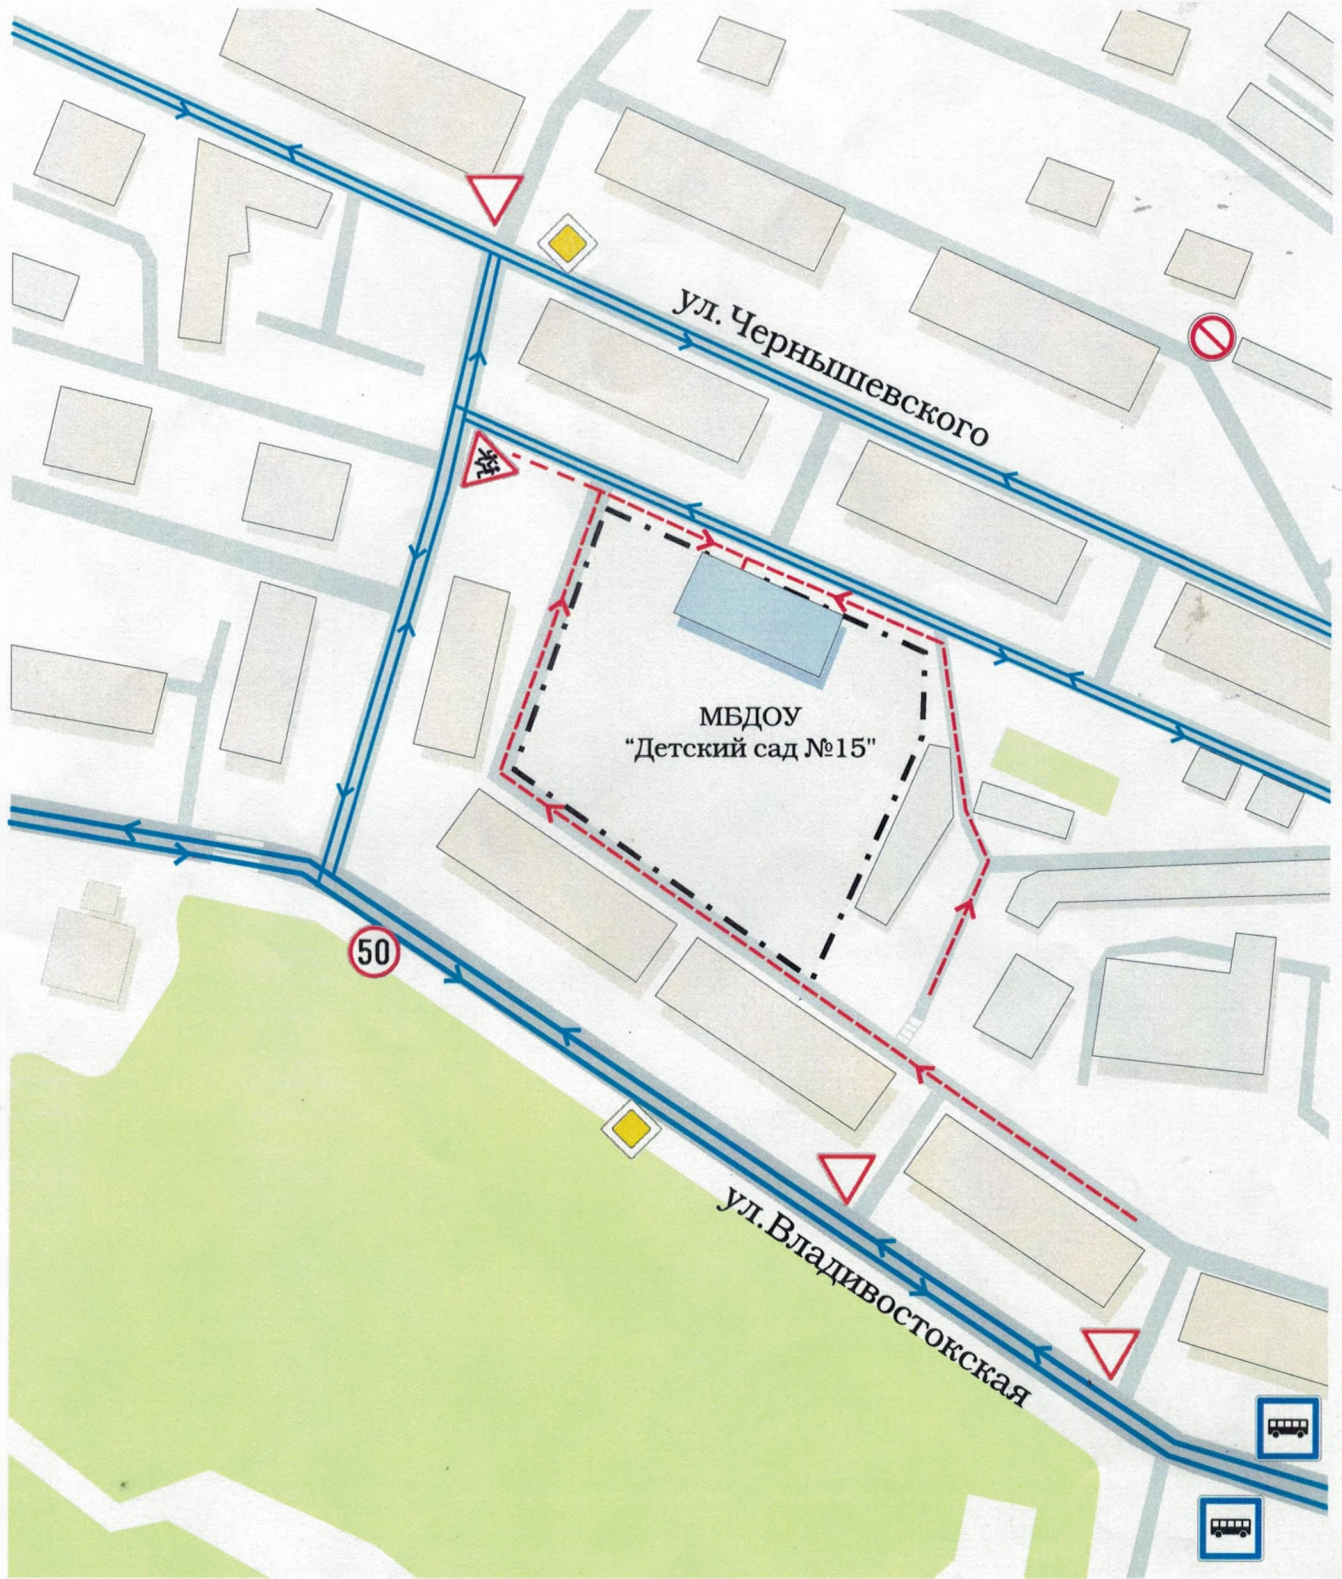 ул. Чернышевского
МБДОУ
"Детский сад №15"
50
ул.Владивостокская